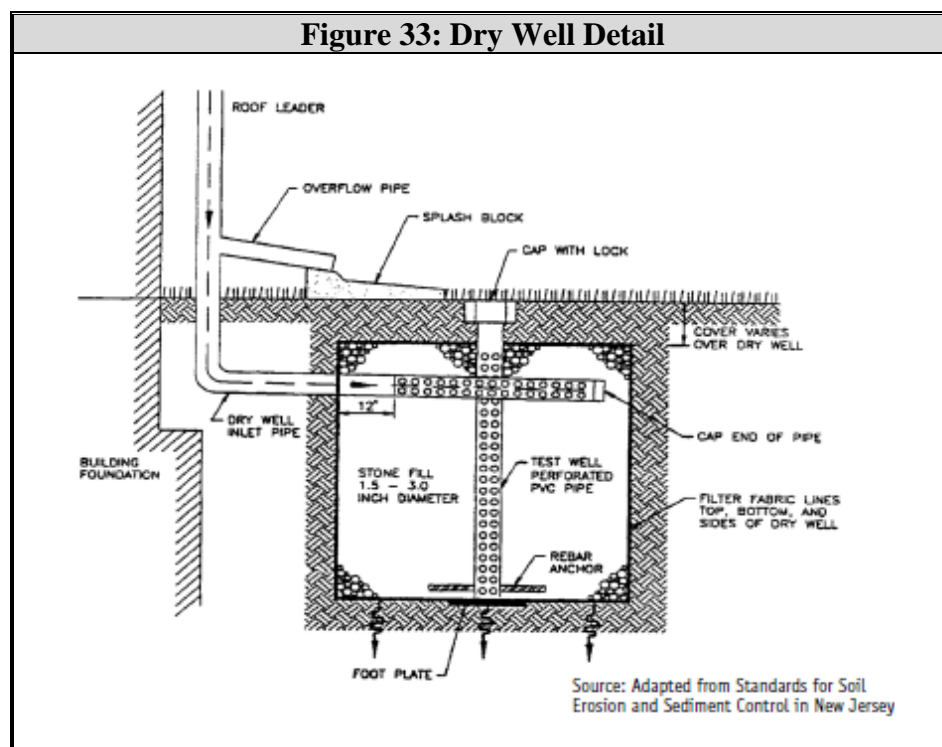 Figure 33: Dry Well Detail
ROOF LEADER
OVERFLOW PIPE
SPLASH BLOCK
CAP WITH LOCK
COVER VARIES
OVER DRY WELL
12"
DRY WELL
INLET PIPE
CAP END OF PIPE
BUILDING
FOUNDATION
STONE FILL
1.5 - 3.0
INCH DIAMETER
TEST WELL
PERFORATED
PVC PIPE
FILTER FABRIC LINES
TOP, BOTTOM, AND
SIDES OF DRY WELL
REBAR
ANCHOR
FOOT PLATE
Source: Adapted from Standards for Soil
Erosion and Sediment Control in New Jersey